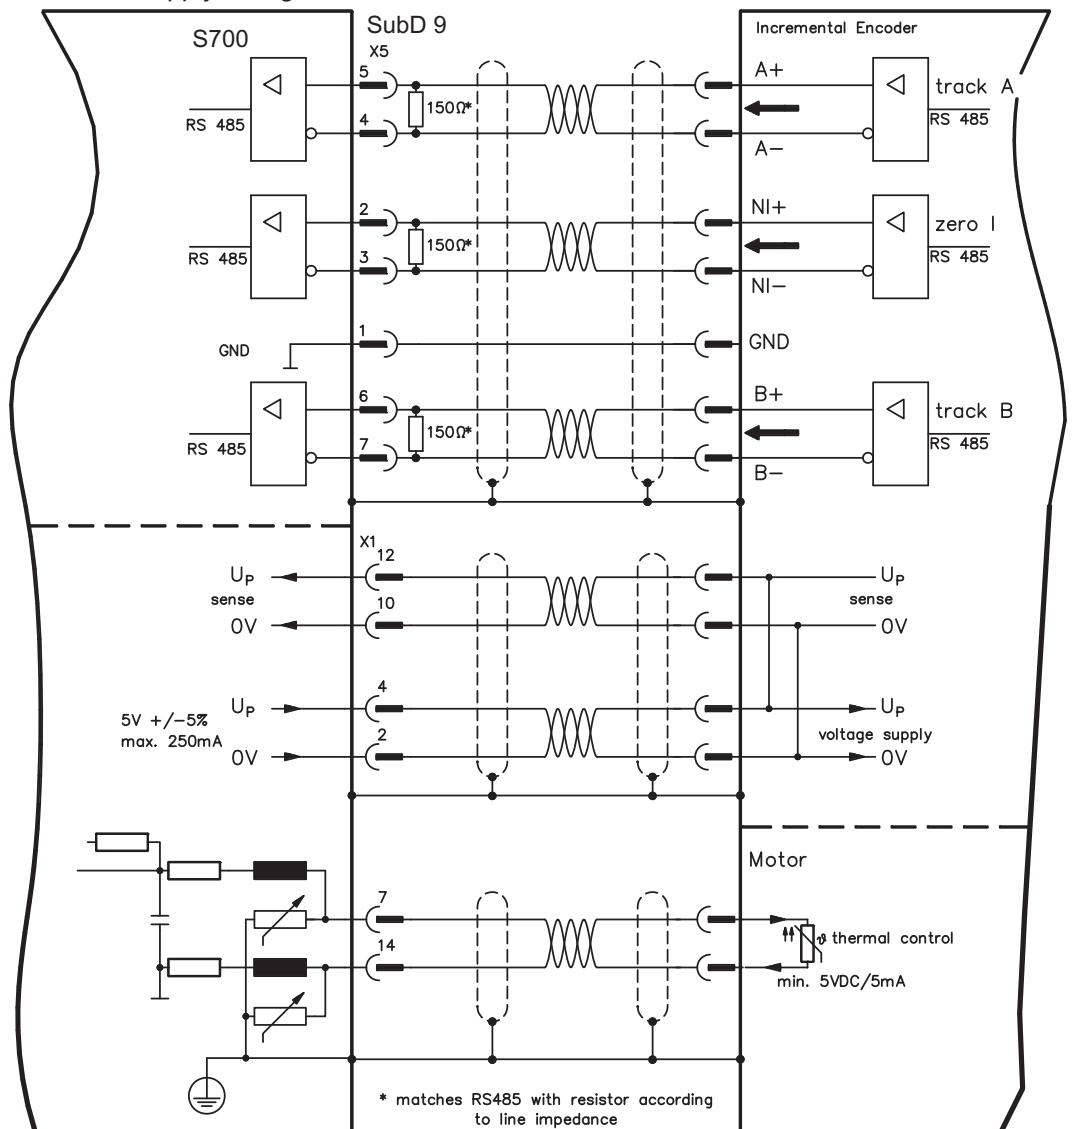 SubD 9
S700
Incremental Encoder
X5
5
A+
track A
150Ω*
RS 485
RS 485
4
A−
2
NI+
zero I
150Ω*
RS 485
RS 485
3
NI−
1
GND
GND
6
B+
track B
150Ω*
RS 485
RS 485
7
B−
X1
12
UP
UP
sense
sense
10
0V
0V
4
UP
UP
5V +/−5%
max. 250mA
voltage supply
2
0V
0V
Motor
7
ϑ thermal control
14
min. 5VDC/5mA
* matches RS485 with resistor according
to line impedance